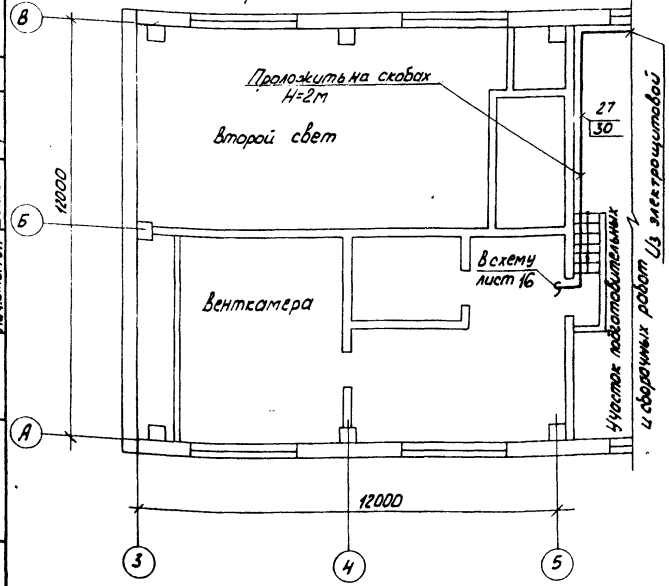 В
Проложить на скобах
Н=2м
Второй свет
27
30
Из электрощитовой
12000
Б
В схему
лист 16
Венткамера
Участок подготовительных
и сборочных работ
А
12000
3
4
5